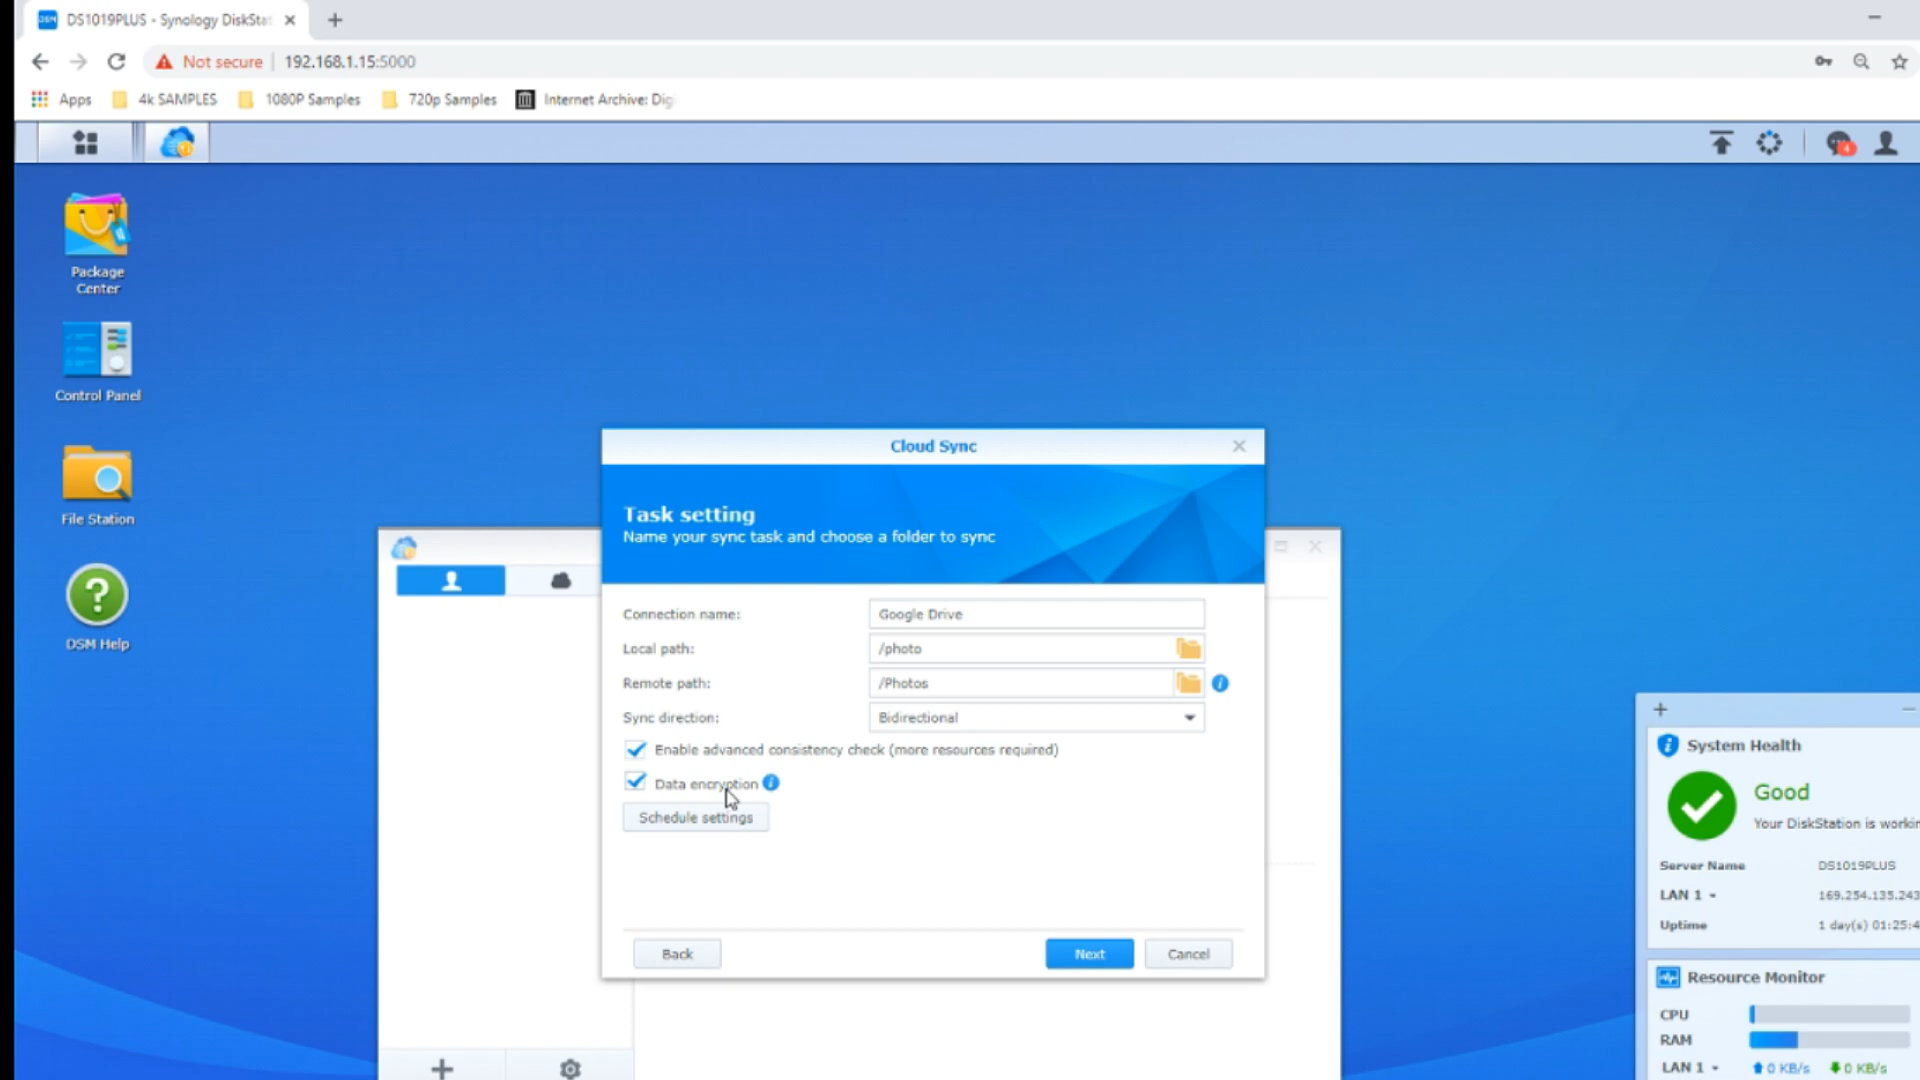 DS1019PLUS - Synology DiskSta
Not secure
192.168.1.15:5000
Apps
4k SAMPLES
1080P Samples
720p Samples
Internet Archive: Dig
Package
Center
Control Panel
File Station
DSM Help
Cloud Sync
Task setting
Name your sync task and choose a folder to sync
Connection name:
Google Drive
Local path:
/photo
Remote path:
/Photos
Sync direction:
Bidirectional
Enable advanced consistency check (more resources required)
Data encryption
Schedule settings
Back
Next
Cancel
System Health
Good
Your DiskStation is workin
Server Name
DS1019PLUS
LAN 1
169.254.135.243
Uptime
1 day(s) 01:25:4
Resource Monitor
CPU
RAM
LAN 1
0 KB/s
0 KB/s